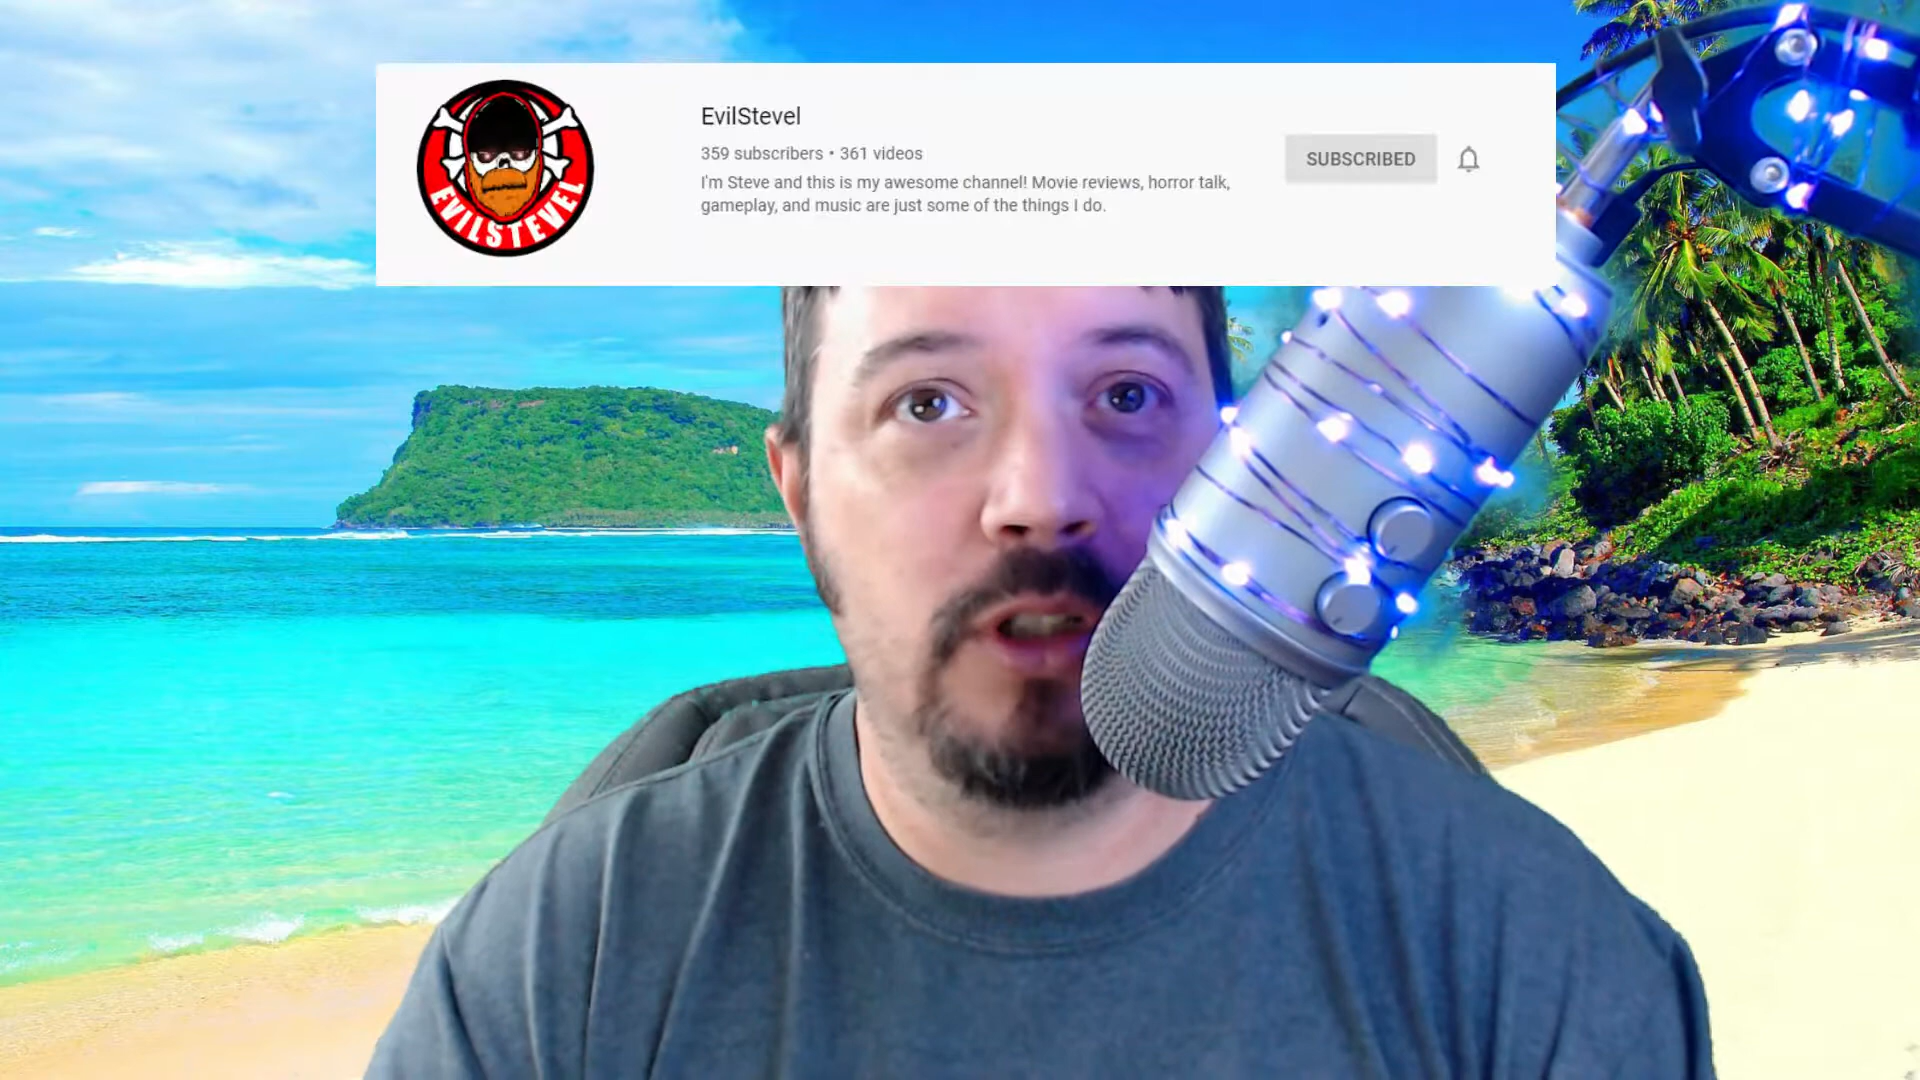 EvilStevel
359 subscribers • 361 videos
I'm Steve and this is my awesome channel! Movie reviews, horror talk,
gameplay, and music are just some of the things I do.
SUBSCRIBED
EVILSTEVEL